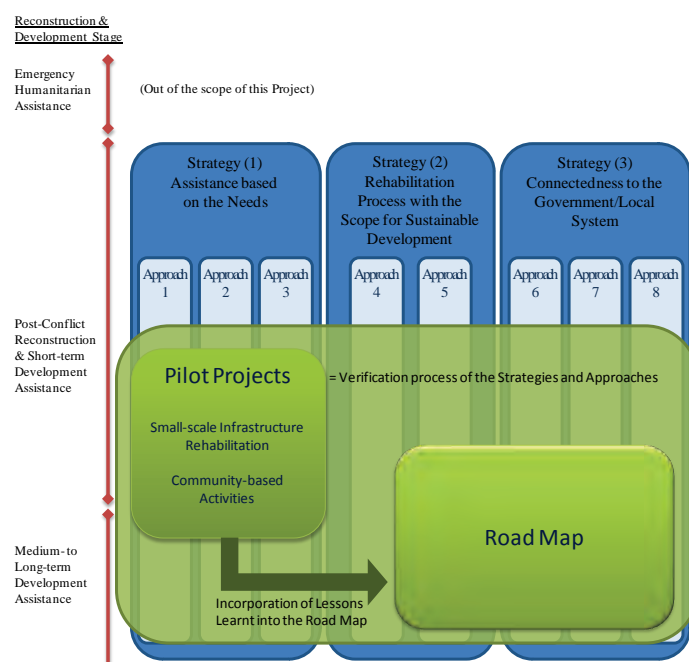 Reconstruction &
Development Stage
Emergency
Humanitarian
Assistance
(Out of the scope of this Project)
Strategy (1)
Assistance based
on the Needs
Strategy (2)
Rehabilitation
Process with the
Scope for Sustainable
Development
Strategy (3)
Connectedness to the
Government/Local
System
Approach
1
Approach
2
Approach
3
Approach
4
Approach
5
Approach
6
Approach
7
Approach
8
Post-Conflict
Reconstruction
& Short-term
Development
Assistance
Pilot Projects
= Verification process of the Strategies and Approaches
Small-scale Infrastructure
Rehabilitation
Community-based
Activities
Road Map
Medium- to
Long-term
Development
Assistance
Incorporation of Lessons
Learnt into the Road Map